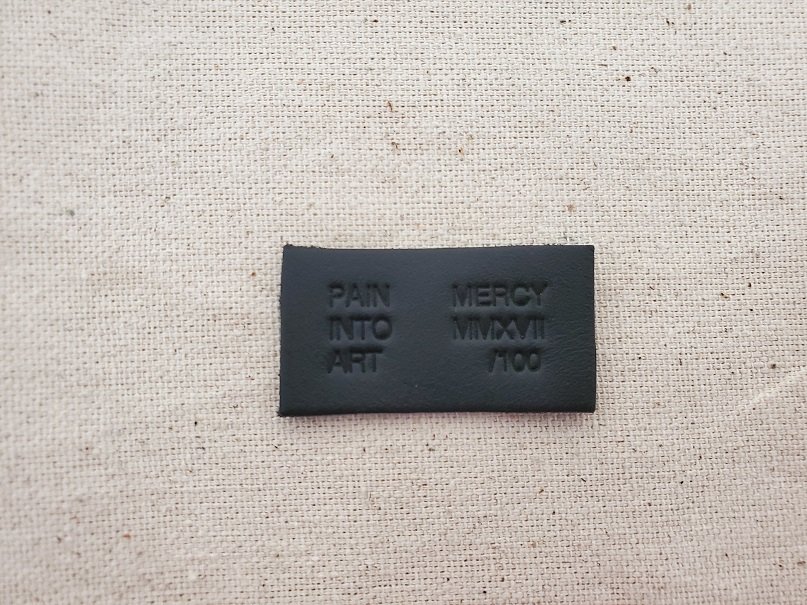 PAIN
INTO
ART
MERCY
MMXVII
/100